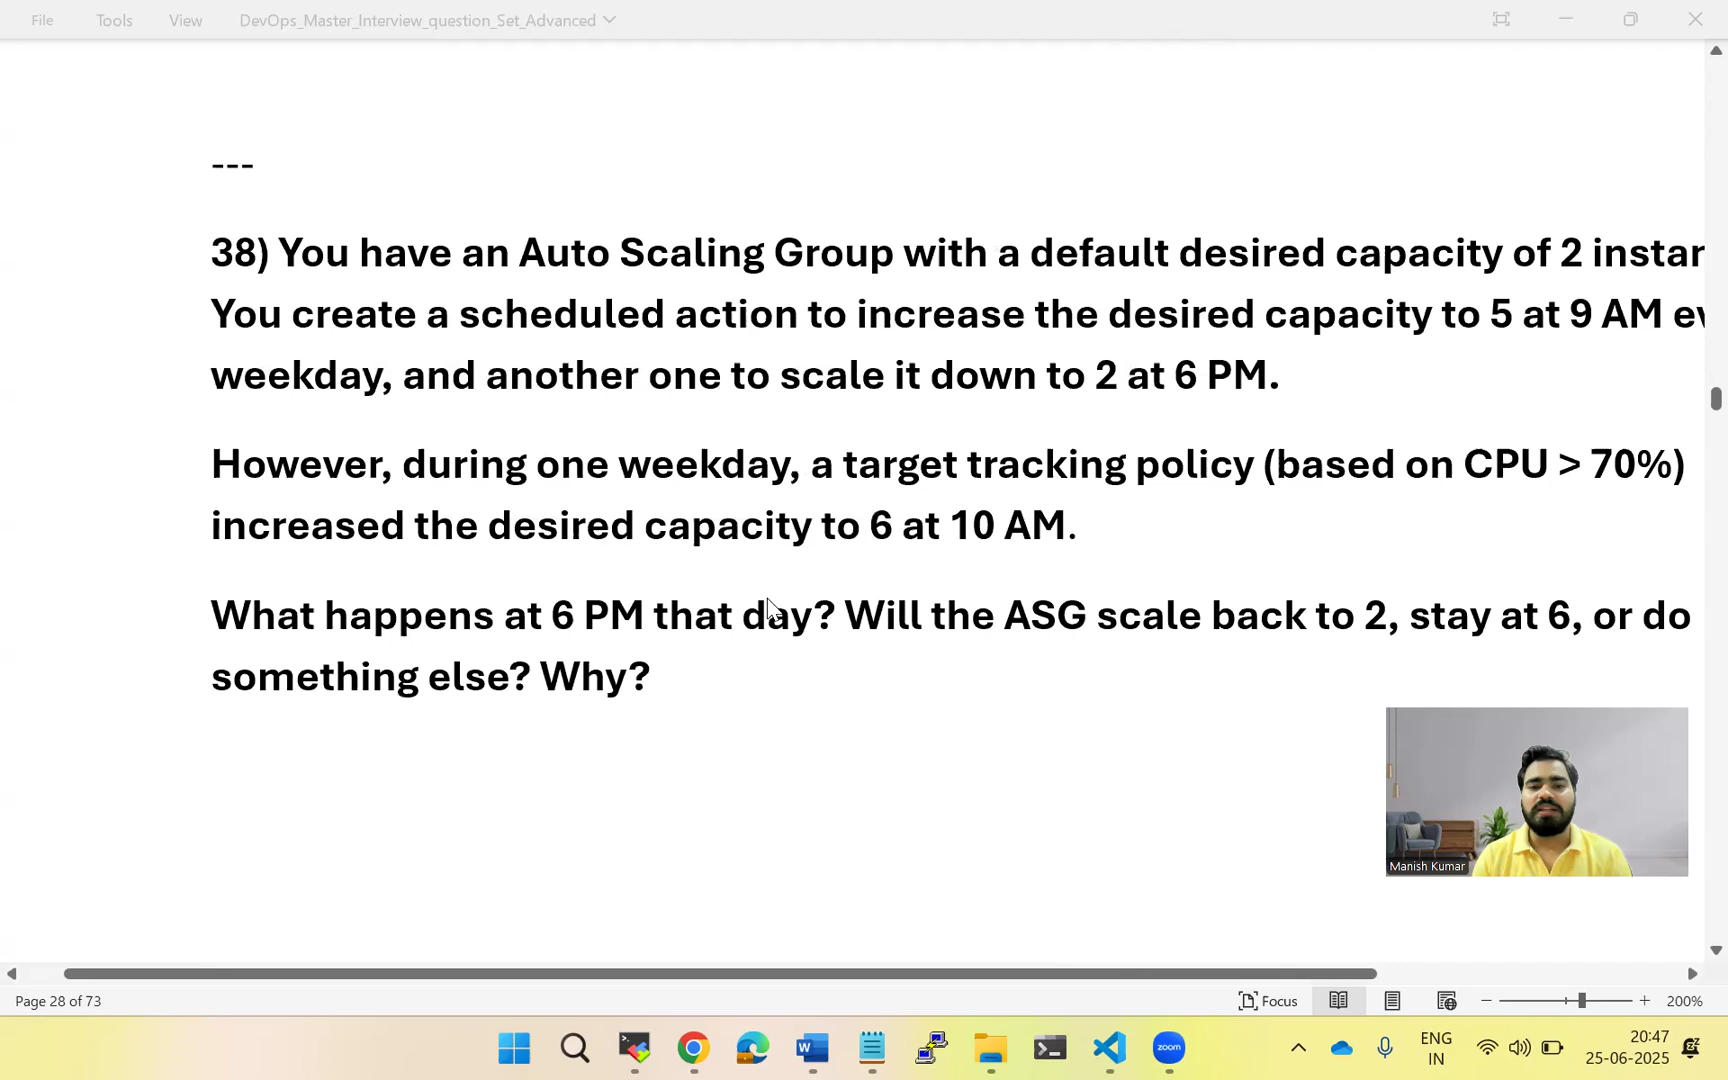 File Tools View DevOps_Master_Interview_question_Set_Advanced
---
38) You have an Auto Scaling Group with a default desired capacity of 2 instan
You create a scheduled action to increase the desired capacity to 5 at 9 AM ev
weekday, and another one to scale it down to 2 at 6 PM.
However, during one weekday, a target tracking policy (based on CPU > 70%)
increased the desired capacity to 6 at 10 AM.
What happens at 6 PM that day? Will the ASG scale back to 2, stay at 6, or do
something else? Why?
Manish Kumar
Page 28 of 73 Focus 200%
zoom
ENG
IN
20:47
25-06-2025